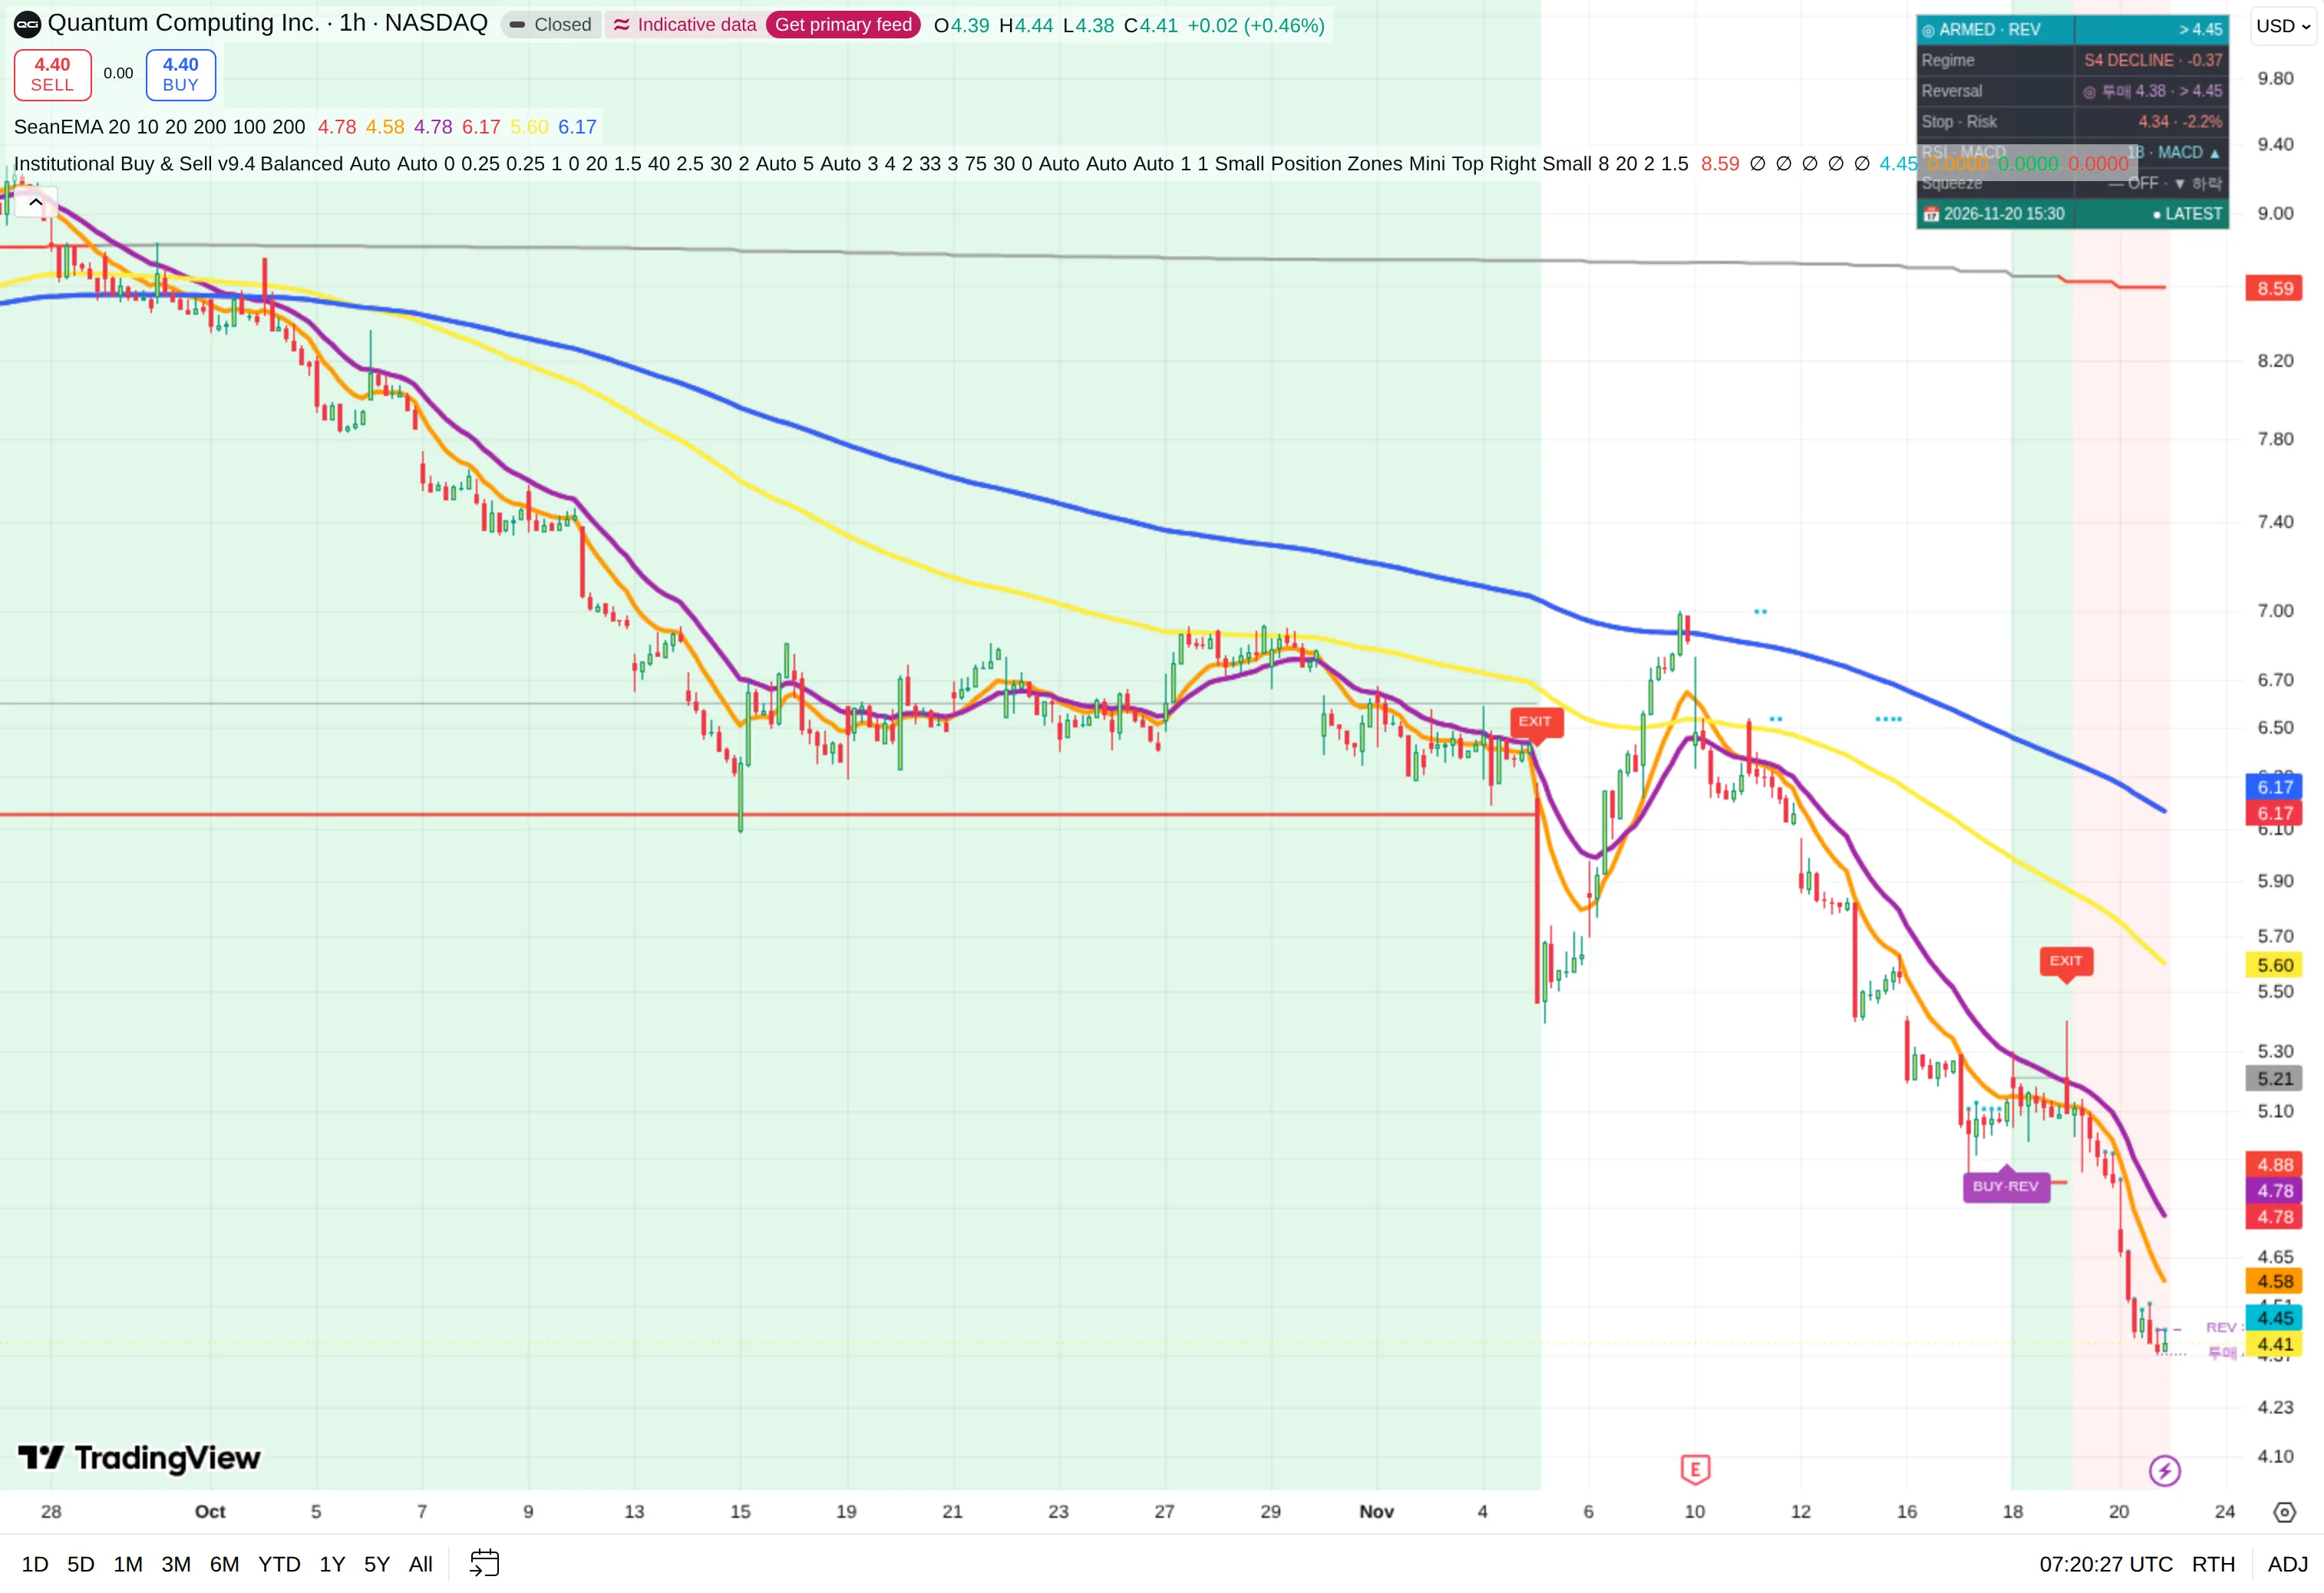 Quantum Computing Inc. · 1h · NASDAQ Closed Indicative data Get primary feed O4.39 H4.44 L4.38 C4.41 +0.02 (+0.46%)
4.40 SELL 0.00 4.40 BUY
SeanEMA 20 10 20 200 100 200 4.78 4.58 4.78 6.17 5.60 6.17
Institutional Buy & Sell v9.4 Balanced Auto Auto 0 0.25 0.25 1 0 20 1.5 40 2.5 30 2 Auto 5 Auto 3 4 2 33 3 75 30 0 Auto Auto Auto 1 1 Small Position Zones Mini Top Right Small 8 20 2 1.5 8.59 ∅ ∅ ∅ ∅ ∅ 4.45 0.0000 0.0000 0.0000
◎ ARMED · REV > 4.45
Regime S4 DECLINE · -0.37
Reversal ◎ 투매 4.38 · > 4.45
Stop · Risk 4.34 · -2.2%
RSI · MACD 18 · MACD ▲
Squeeze — OFF · ▼ 하락
📅 2026-11-20 15:30 ● LATEST
USD
9.80
9.40
9.00
8.59
8.20
7.80
7.40
7.00
6.70
6.50
6.17
6.17
6.10
5.90
5.70
5.60
5.50
5.30
5.21
5.10
4.88
4.78
4.78
4.65
4.58
4.45
4.41
4.23
4.10
EXIT
EXIT
BUY-REV
REV
투매
E
TradingView
28 Oct 5 7 9 13 15 19 21 23 27 29 Nov 4 6 10 12 16 18 20 24
1D 5D 1M 3M 6M YTD 1Y 5Y All 07:20:27 UTC RTH ADJ